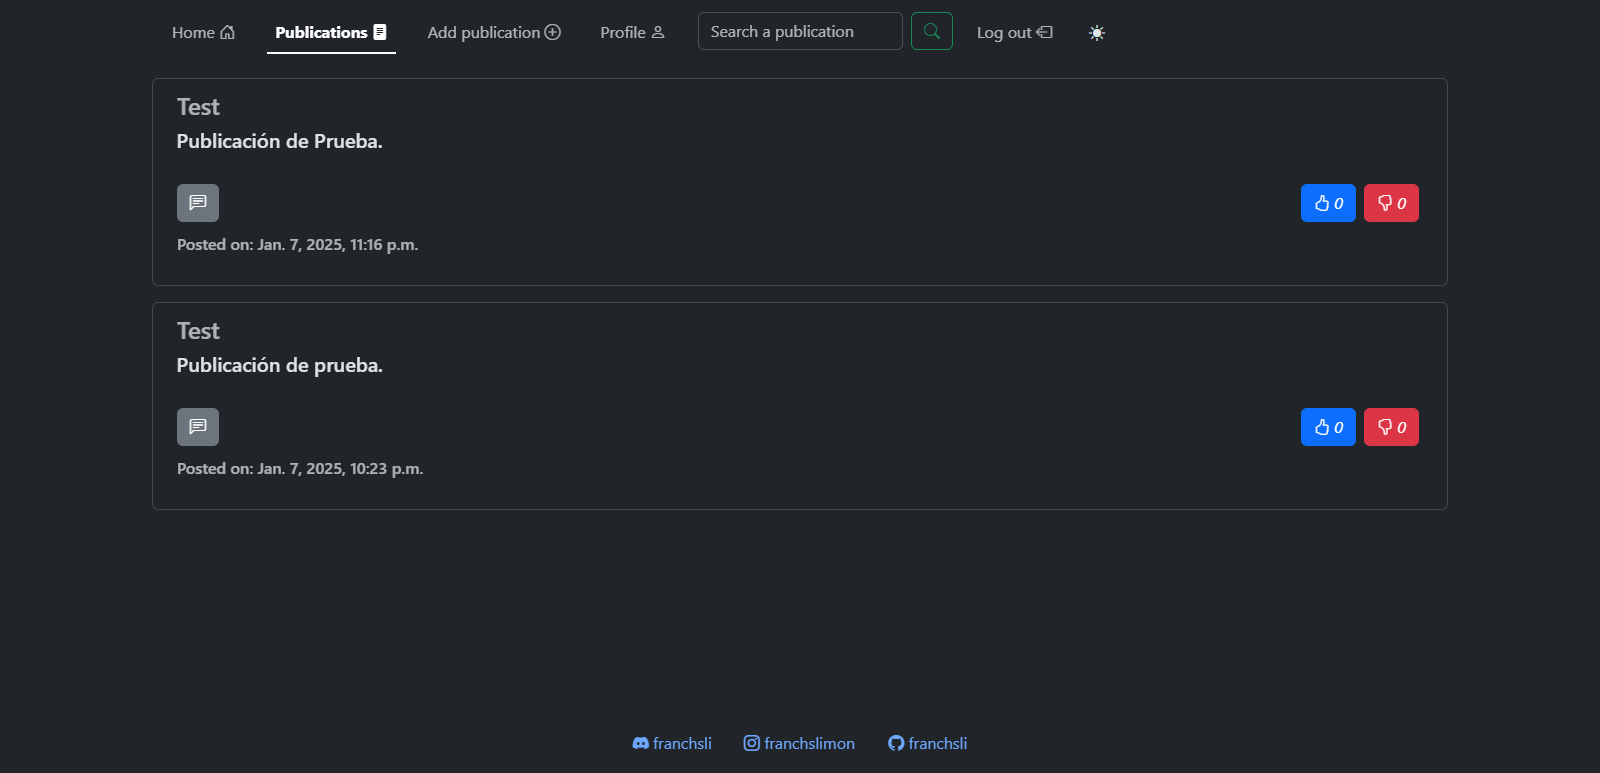 Home
Publications
Add publication
Profile
Search a publication
Log out
Test
Publicación de Prueba.
0
0
Posted on: Jan. 7, 2025, 11:16 p.m.
Test
Publicación de prueba.
0
0
Posted on: Jan. 7, 2025, 10:23 p.m.
franchsli
franchslimon
franchsli